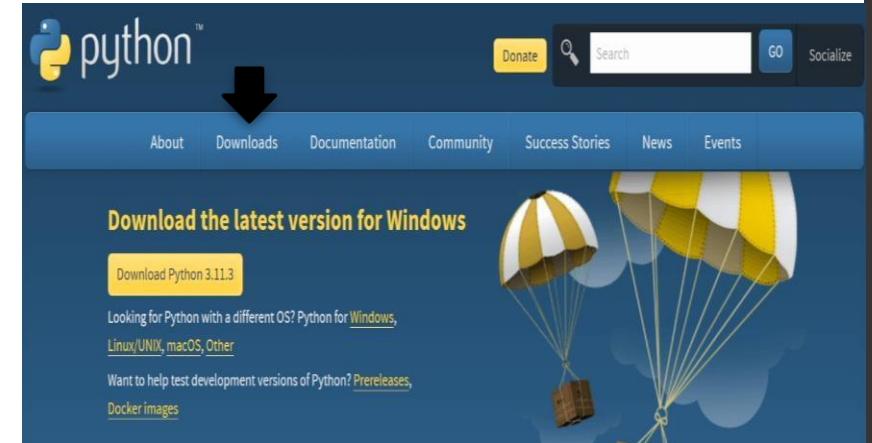 python™
Donate
Search
GO
Socialize
About Downloads Documentation Community Success Stories News Events
Download the latest version for Windows
Download Python 3.11.3
Looking for Python with a different OS? Python for Windows,
Linux/UNIX, macOS, Other
Want to help test development versions of Python? Prereleases,
Docker images